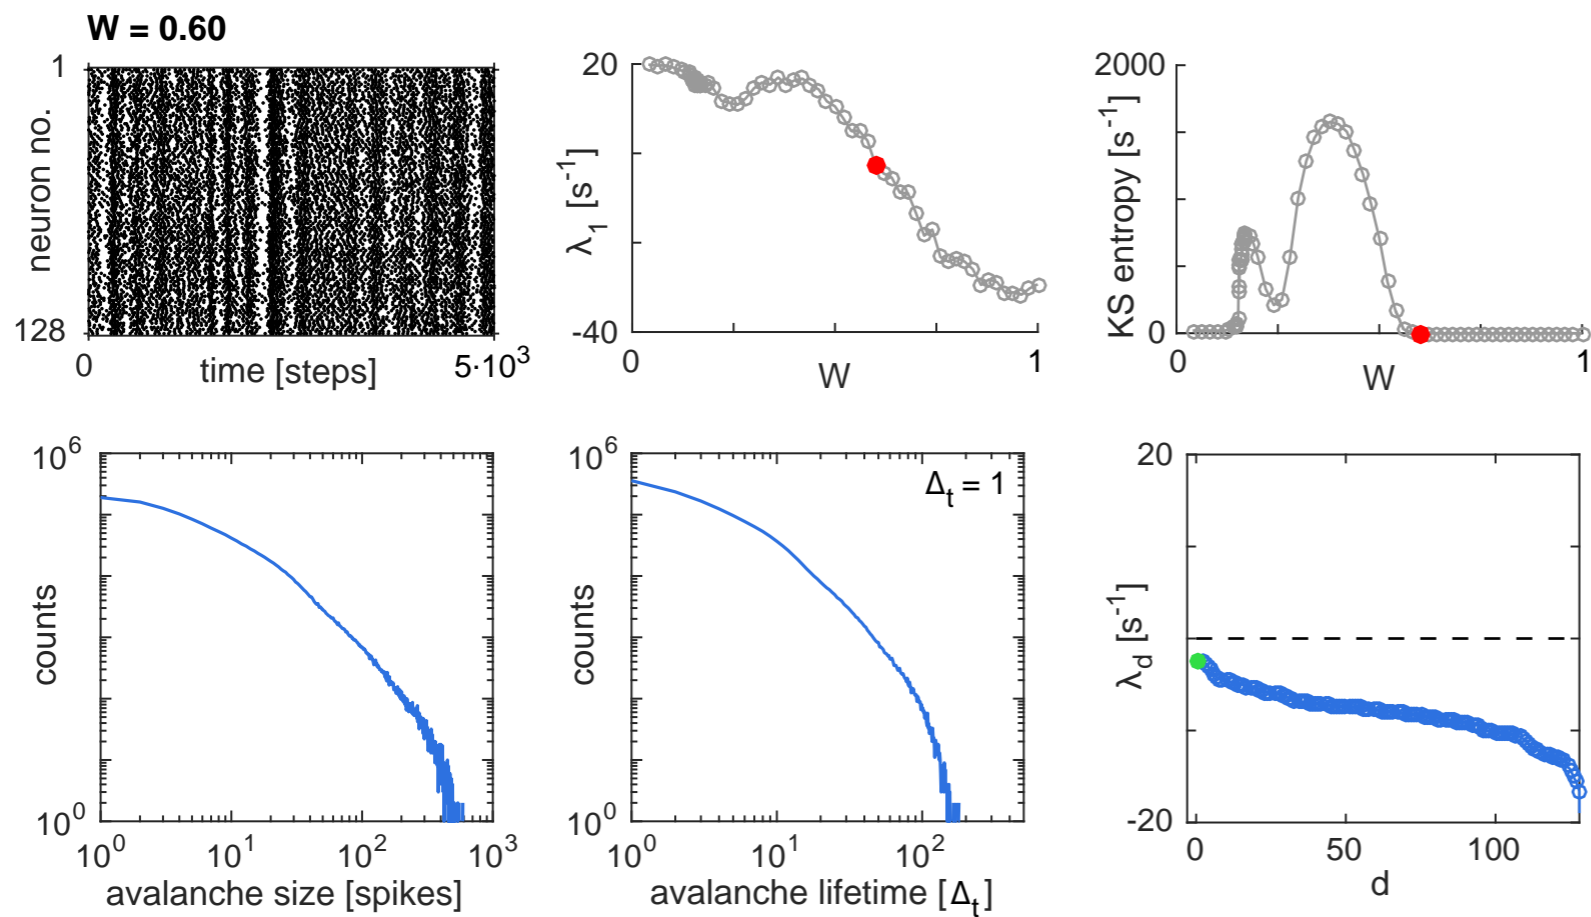 W = 0.60
1
neuron no.
128
0
time [steps]
5·10³
20
λ₁ [s⁻¹]
-40
0
W
1
2000
KS entropy [s⁻¹]
0
0
W
1
10⁶
counts
10⁰
10⁰
10¹
10²
10³
avalanche size [spikes]
10⁶
Δt = 1
counts
10⁰
10⁰
10¹
10²
avalanche lifetime [Δt]
20
λd [s⁻¹]
-20
0
50
100
d